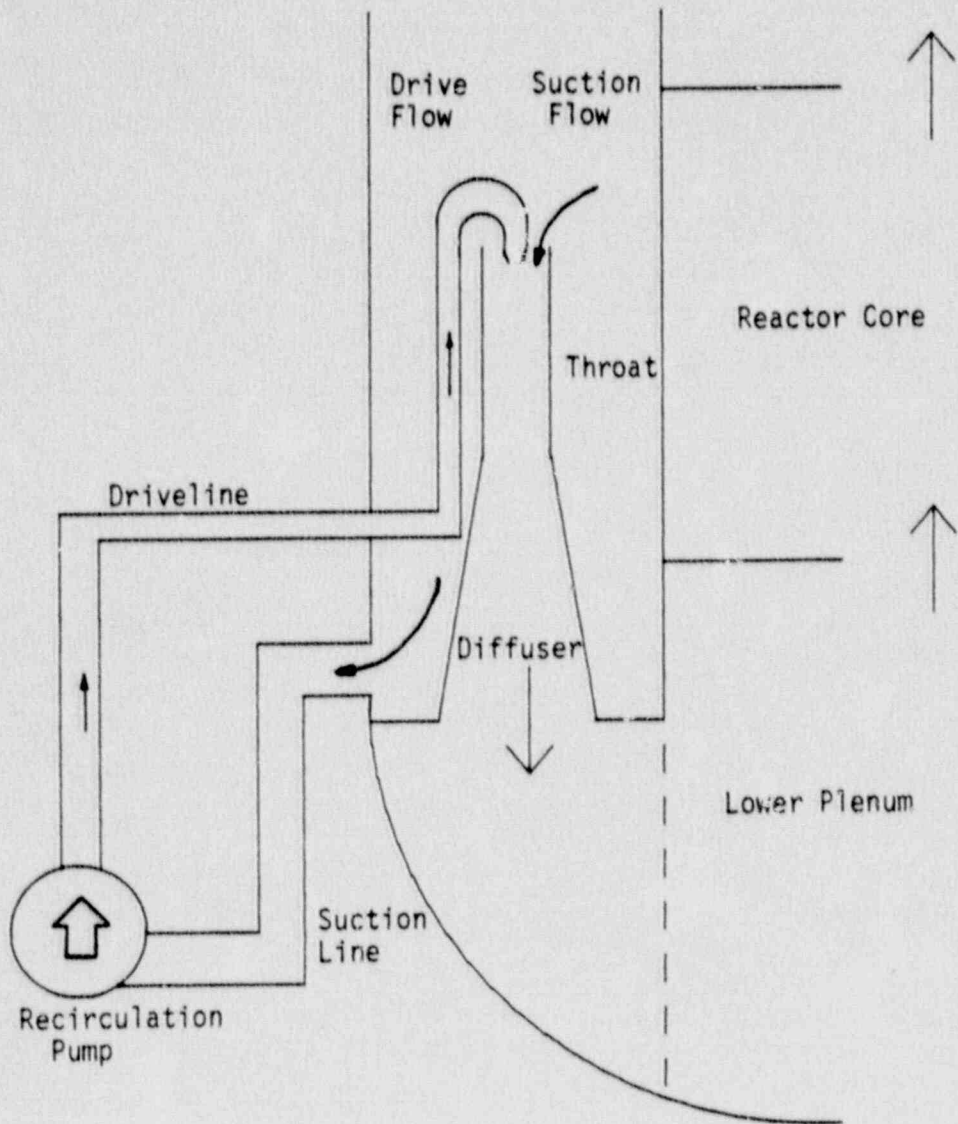 Drive
Flow
Suction
Flow
Throat
Reactor Core
Driveline
Diffuser
Lower Plenum
Suction
Line
Recirculation
Pump